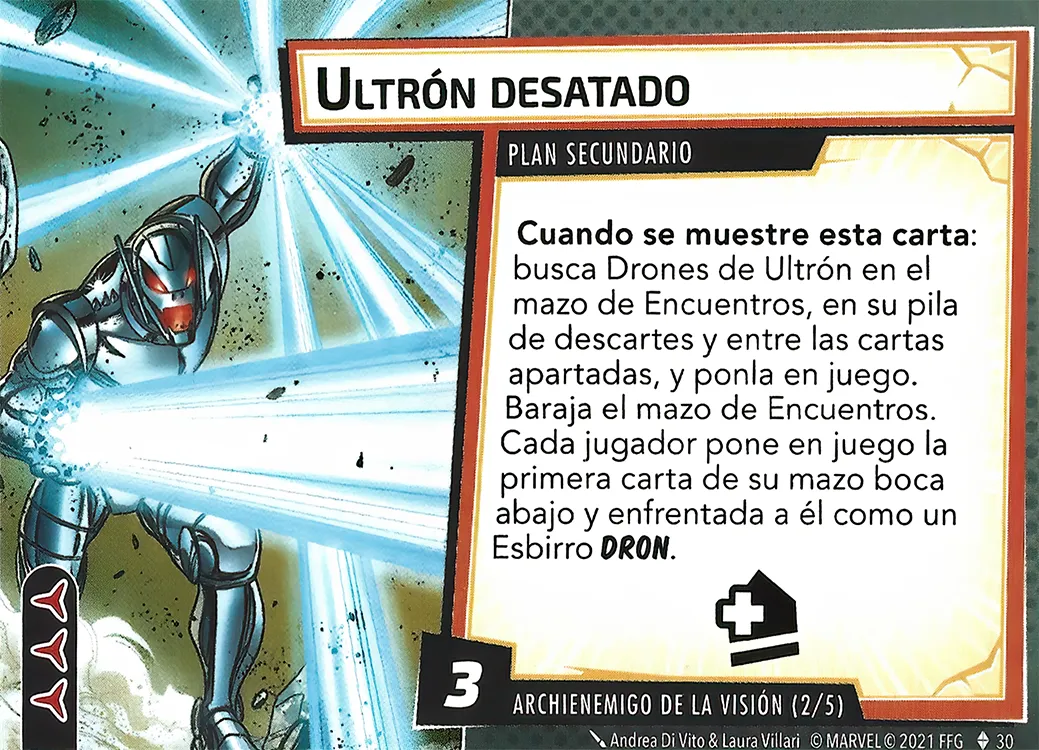 ULTRÓN DESATADO
PLAN SECUNDARIO
Cuando se muestre esta carta:
busca Drones de Ultrón en el
mazo de Encuentros, en su pila
de descartes y entre las cartas
apartadas, y ponla en juego.
Baraja el mazo de Encuentros.
Cada jugador pone en juego la
primera carta de su mazo boca
abajo y enfrentada a él como un
Esbirro DRON.
3
ARCHIENEMIGO DE LA VISIÓN (2/5)
Andrea Di Vito & Laura Villari © MARVEL © 2021 FFG 30